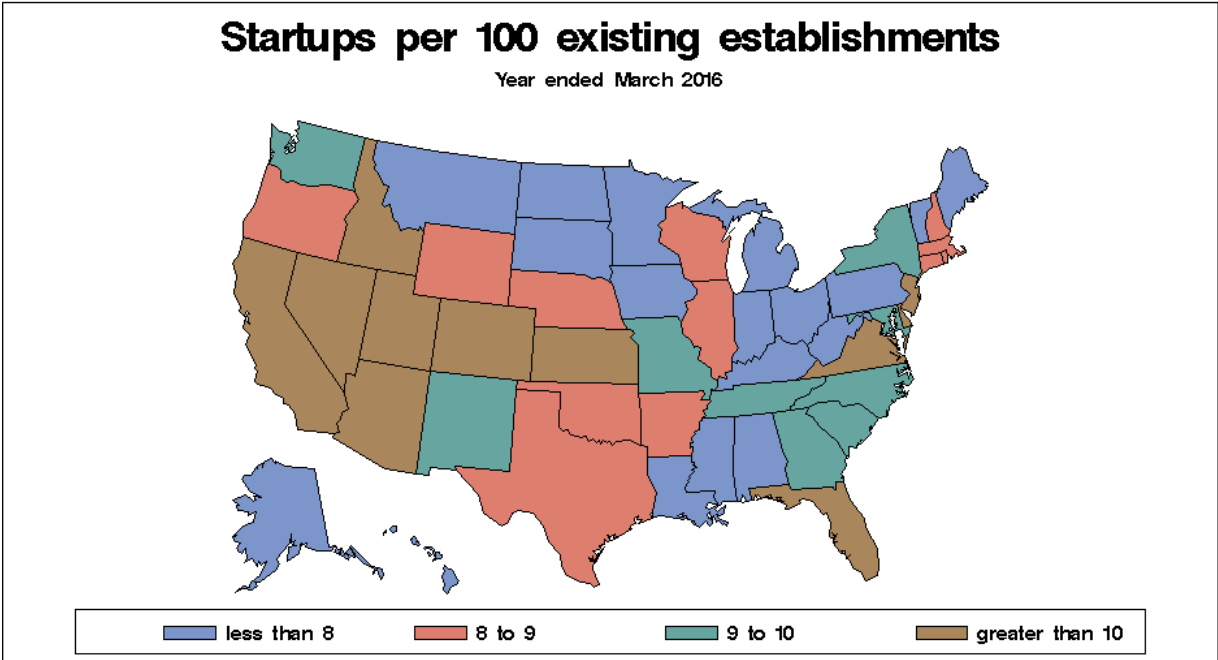 Startups per 100 existing establishments
Year ended March 2016
less than 8 8 to 9 9 to 10 greater than 10